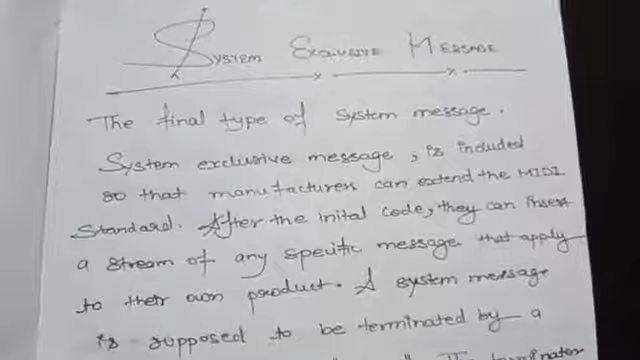 System Exclusive Message
The final type of system message.
System exclusive message, is included
so that manufacturers can extend the MIDI
Standard. After the inital code, they can insert
a stream of any specific message that apply
to their own product. A system message
is supposed to be terminated by a
terminator